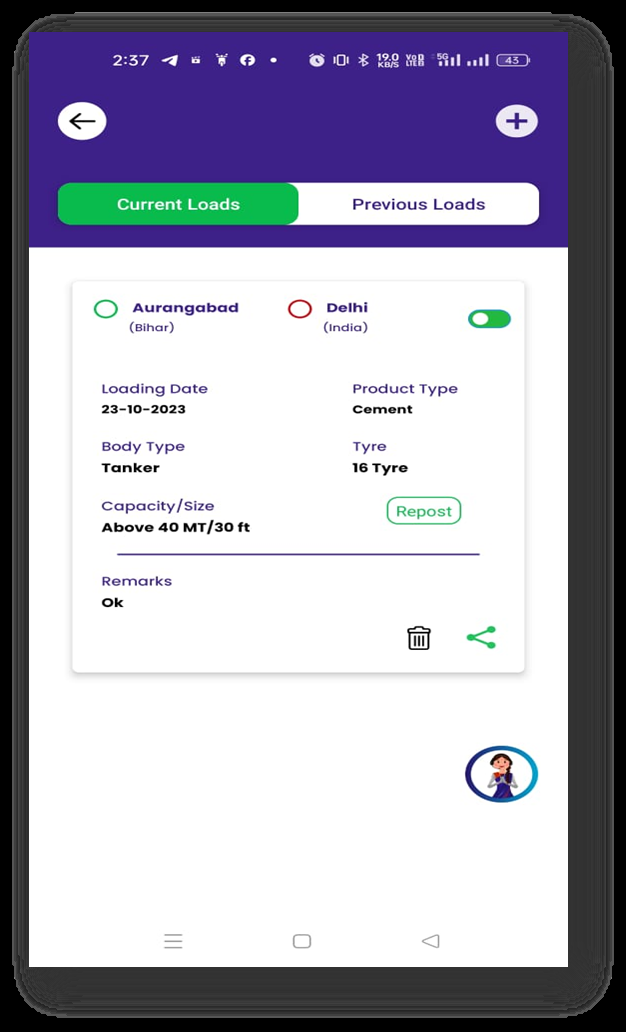 2:37 19.0 KB/S Vo) LTE2 5G 43
Current Loads Previous Loads
Aurangabad Delhi
(Bihar) (India)
Loading Date Product Type
23-10-2023 Cement
Body Type Tyre
Tanker 16 Tyre
Capacity/Size Repost
Above 40 MT/30 ft
Remarks
Ok